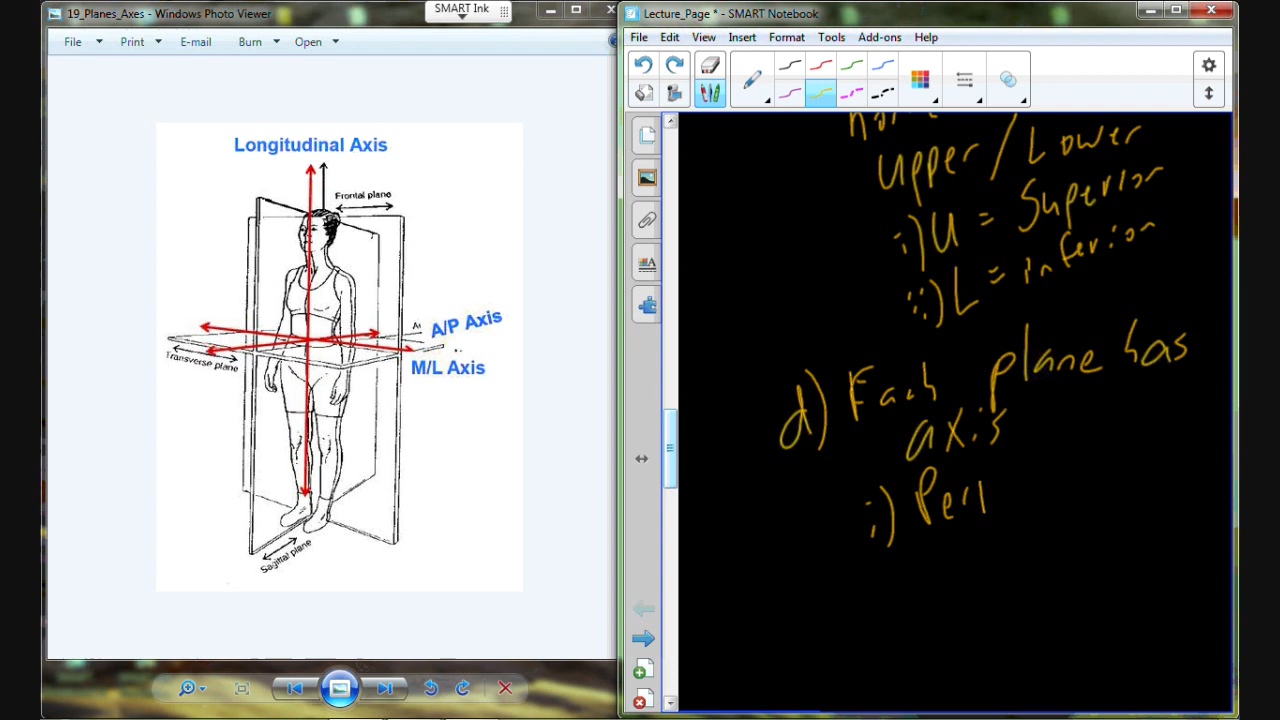 19_Planes_Axes - Windows Photo Viewer
SMART Ink
File Print E-mail Burn Open
Longitudinal Axis
Frontal plane
A/P Axis
Transverse plane
M/L Axis
Sagittal plane
Lecture_Page * - SMART Notebook
File Edit View Insert Format Tools Add-ons Help
Upper / Lower
i) U = Superior
ii) L = inferior
d) Each plane has
axis
i) Per